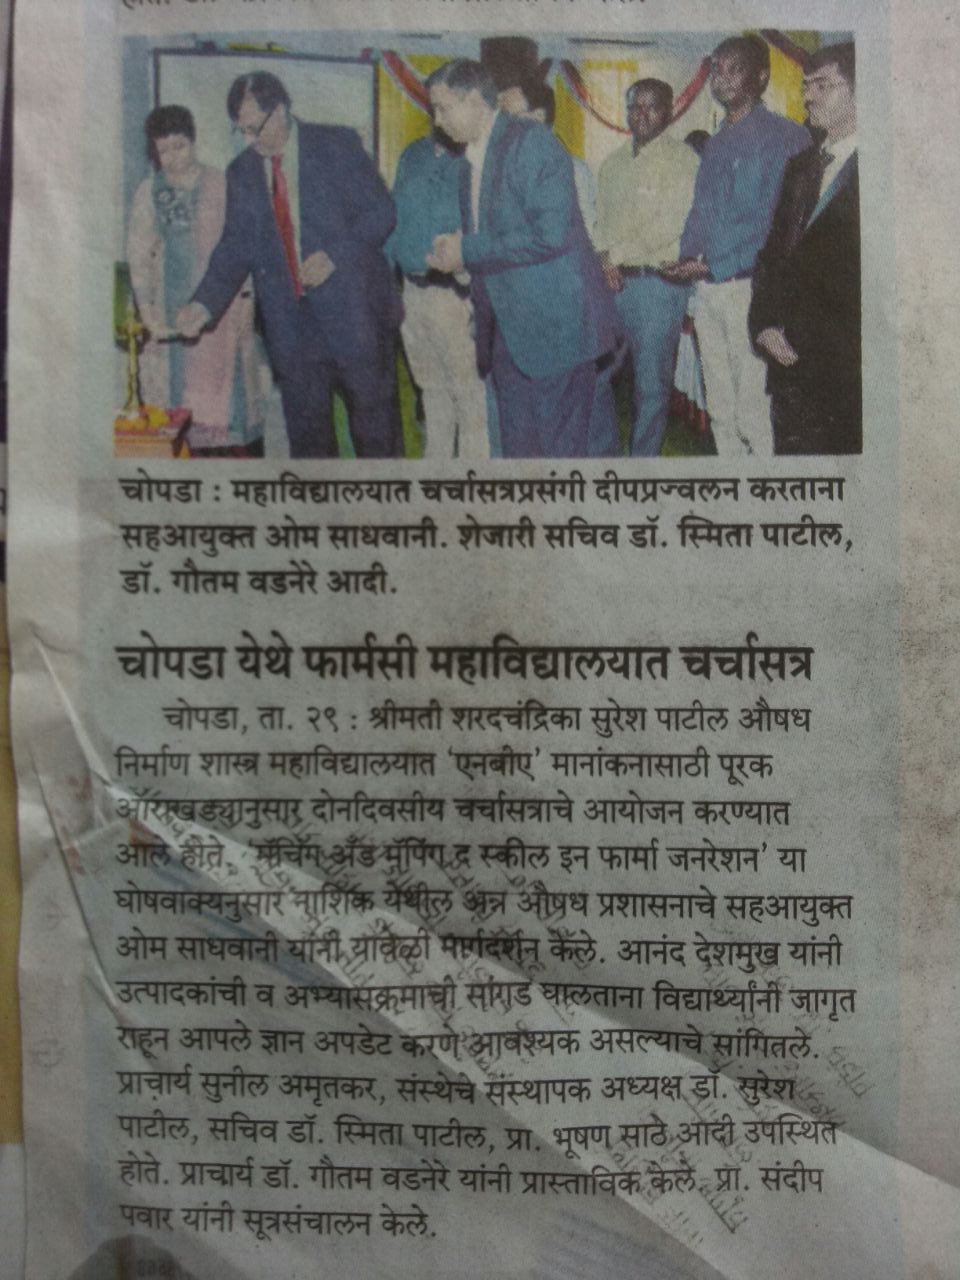 चोपडा : महाविद्यालयात चर्चासत्रप्रसंगी दीपप्रज्वलन करताना
सहआयुक्त ओम साधवानी. शेजारी सचिव डॉ. स्मिता पाटील,
डॉ. गौतम वडनेरे आदी.
चोपडा येथे फार्मसी महाविद्यालयात चर्चासत्र
चोपडा, ता. २९ : श्रीमती शरदचंद्रिका सुरेश पाटील औषध
निर्माण शास्त्र महाविद्यालयात ‘एनबीए’ मानांकनासाठी पूरक
आराखड्यानुसार दोनदिवसीय चर्चासत्राचे आयोजन करण्यात
आले होते. ‘मॅचिंग अँड मॅपिंग द स्कील इन फार्मा जनरेशन’ या
घोषवाक्यनुसार नाशिक येथील अन्न औषध प्रशासनाचे सहआयुक्त
ओम साधवानी यांनी यावेळी मार्गदर्शन केले. आनंद देशमुख यांनी
उत्पादकांची व अभ्यासक्रमाची सांगड घालताना विद्यार्थ्यांनी जागृत
राहून आपले ज्ञान अपडेट करणे आवश्यक असल्याचे सांगितले.
प्राचार्य सुनील अमृतकर, संस्थेचे संस्थापक अध्यक्ष डॉ. सुरेश
पाटील, सचिव डॉ. स्मिता पाटील, प्रा. भूषण साठे आदी उपस्थित
होते. प्राचार्य डॉ. गौतम वडनेरे यांनी प्रास्ताविक केले. प्रा. संदीप
पवार यांनी सूत्रसंचालन केले.